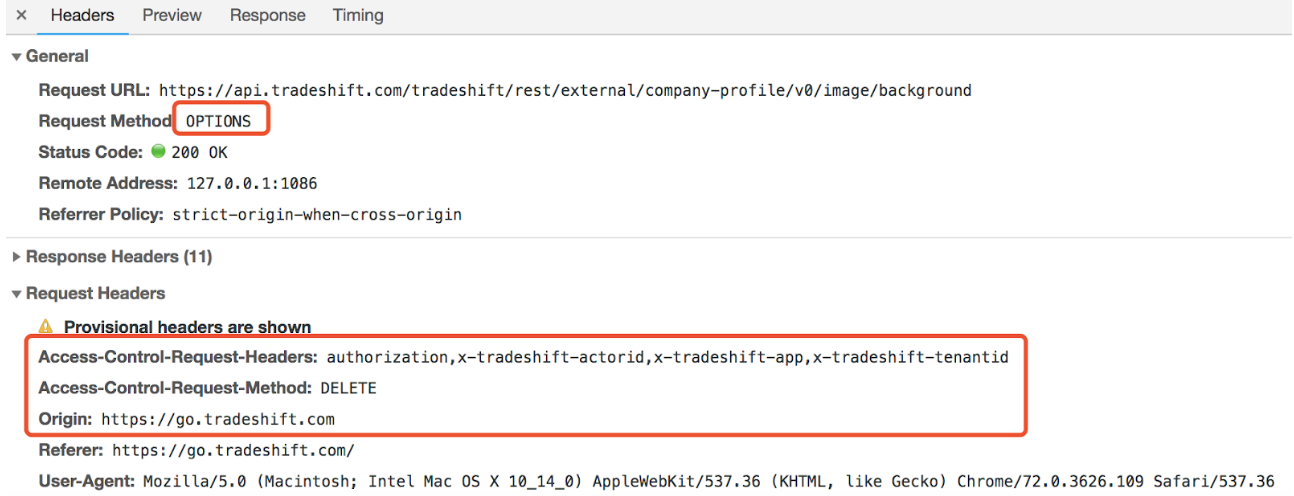 × Headers Preview Response Timing
▼ General
Request URL: https://api.tradeshift.com/tradeshift/rest/external/company-profile/v0/image/background
Request Method OPTIONS
Status Code: 200 OK
Remote Address: 127.0.0.1:1086
Referrer Policy: strict-origin-when-cross-origin
▶ Response Headers (11)
▼ Request Headers
Provisional headers are shown
Access-Control-Request-Headers: authorization,x-tradeshift-actorid,x-tradeshift-app,x-tradeshift-tenantid
Access-Control-Request-Method: DELETE
Origin: https://go.tradeshift.com
Referer: https://go.tradeshift.com/
User-Agent: Mozilla/5.0 (Macintosh; Intel Mac OS X 10_14_0) AppleWebKit/537.36 (KHTML, like Gecko) Chrome/72.0.3626.109 Safari/537.36